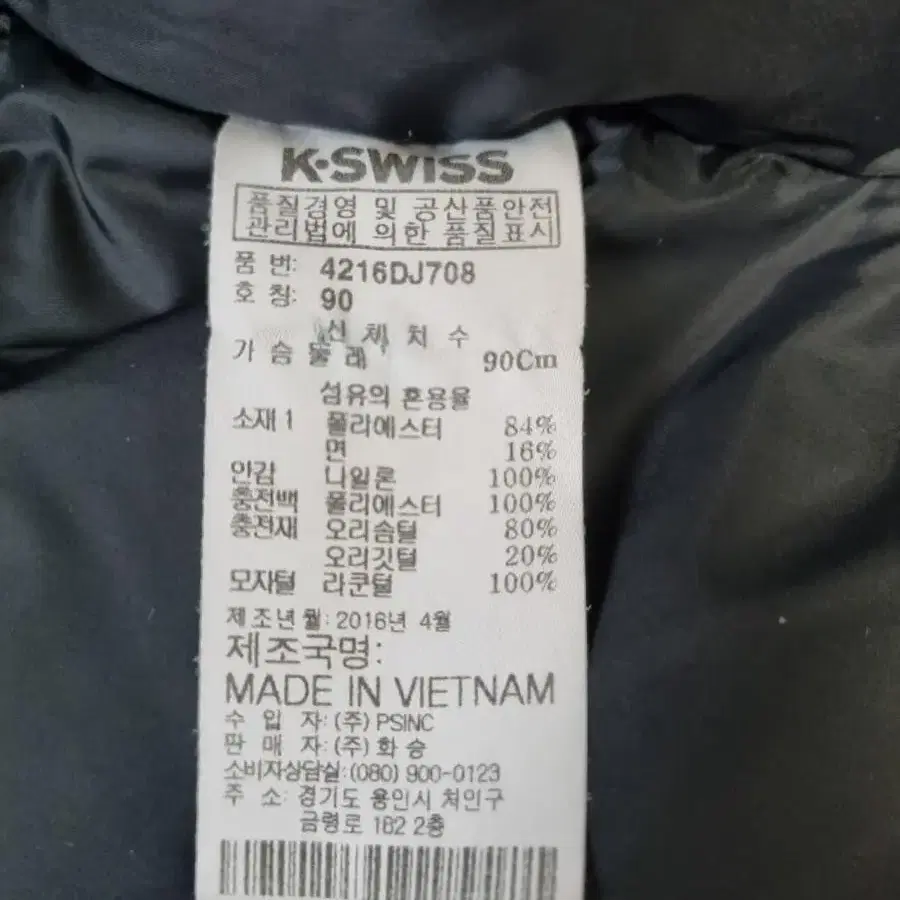 K·SWISS
품질경영 및 공산품안전
관리법에 의한 품질표시
품 번: 4216DJ708
호 칭: 90
신 체 치 수
가 슴 둘 레 90Cm
섬유의 혼용율
소재 1 폴리에스터 84%
면 16%
안감 나일론 100%
충전백 폴리에스터 100%
충전재 오리솜털 80%
오리깃털 20%
모자털 라쿤털 100%
제조년월: 2016년 4월
제조국명:
MADE IN VIETNAM
수 입 자: (주) PSINC
판 매 자: (주) 화 승
소비자상담실: (080) 900-0123
주 소: 경기도 용인시 처인구
금령로 182 2층